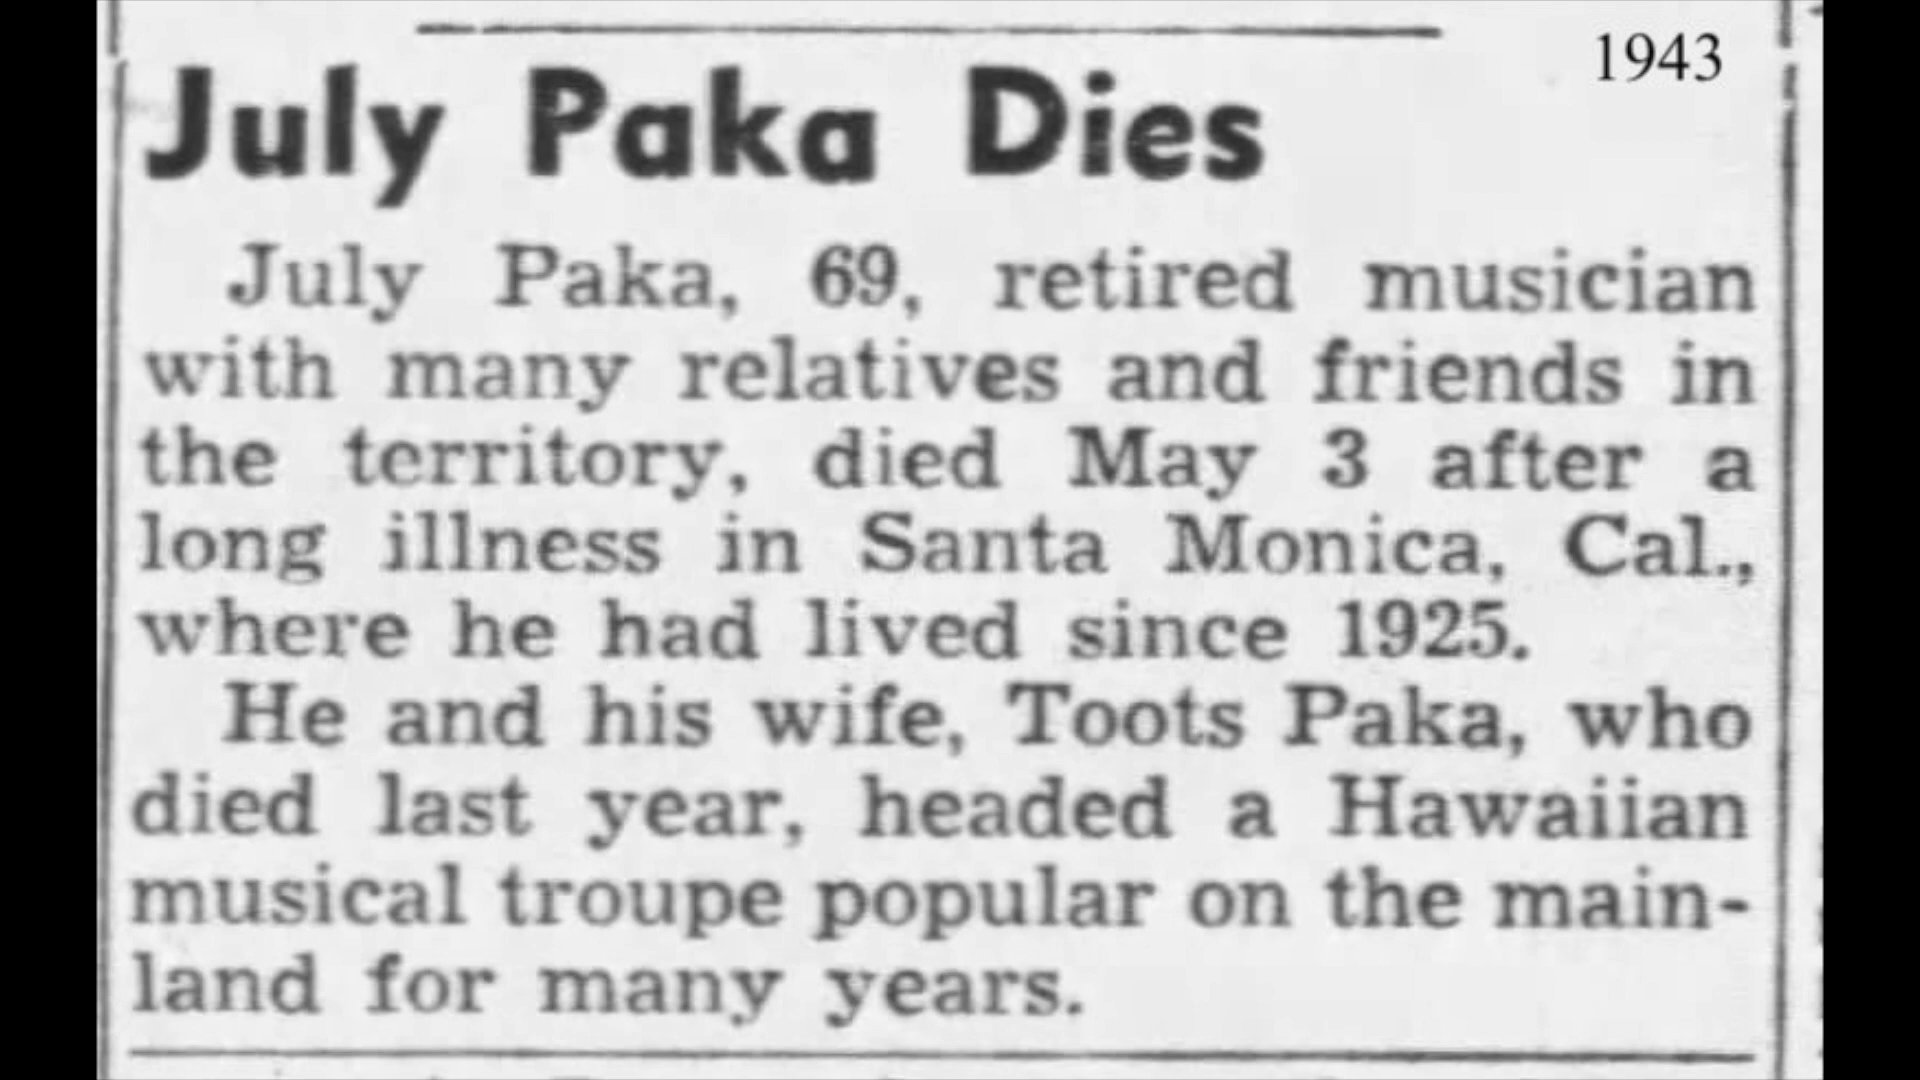 1943
July Paka Dies
July Paka, 69, retired musician
with many relatives and friends in
the territory, died May 3 after a
long illness in Santa Monica, Cal.,
where he had lived since 1925.
He and his wife, Toots Paka, who
died last year, headed a Hawaiian
musical troupe popular on the main-
land for many years.